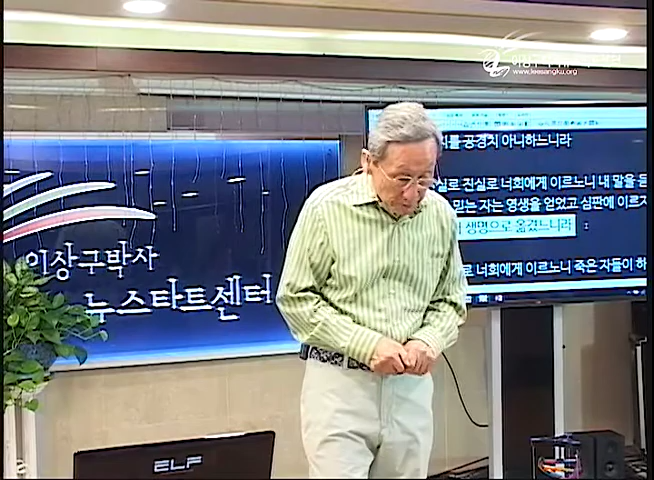 www.leesangku.org
를 공경치 아니하느니라
실로 진실로 너희에게 이르노니 내 말을 듣
믿는 자는 영생을 얻었고 심판에 이르지
생명으로 옮겼느니라
로 너희에게 이르노니 죽은 자들이 하
이상구박사
뉴스타트센터
ELF